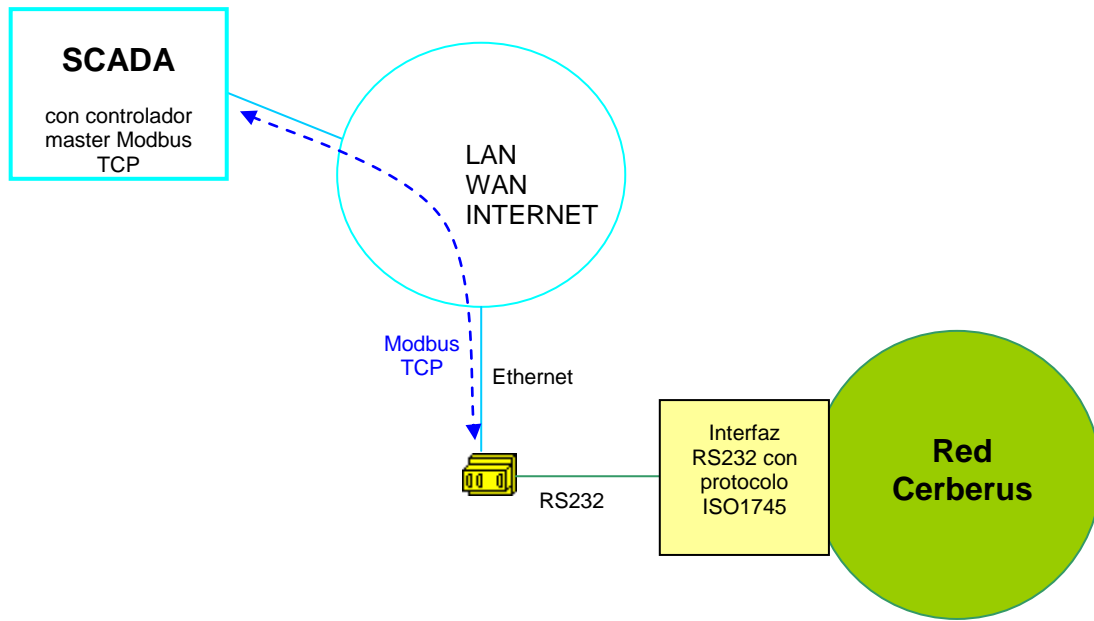 SCADA
con controlador
master Modbus
TCP
LAN
WAN
INTERNET
Modbus
TCP
Ethernet
RS232
Interfaz
RS232 con
protocolo
ISO1745
Red
Cerberus